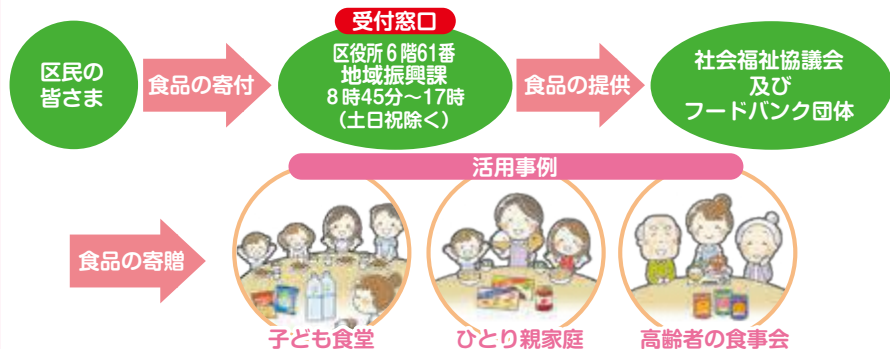 受付窓口
区民の
皆さま
食品の寄付
区役所6階61番
地域振興課
8時45分～17時
(土日祝除く)
食品の提供
社会福祉協議会
及び
フードバンク団体
活用事例
食品の寄贈
子ども食堂
ひとり親家庭
高齢者の食事会